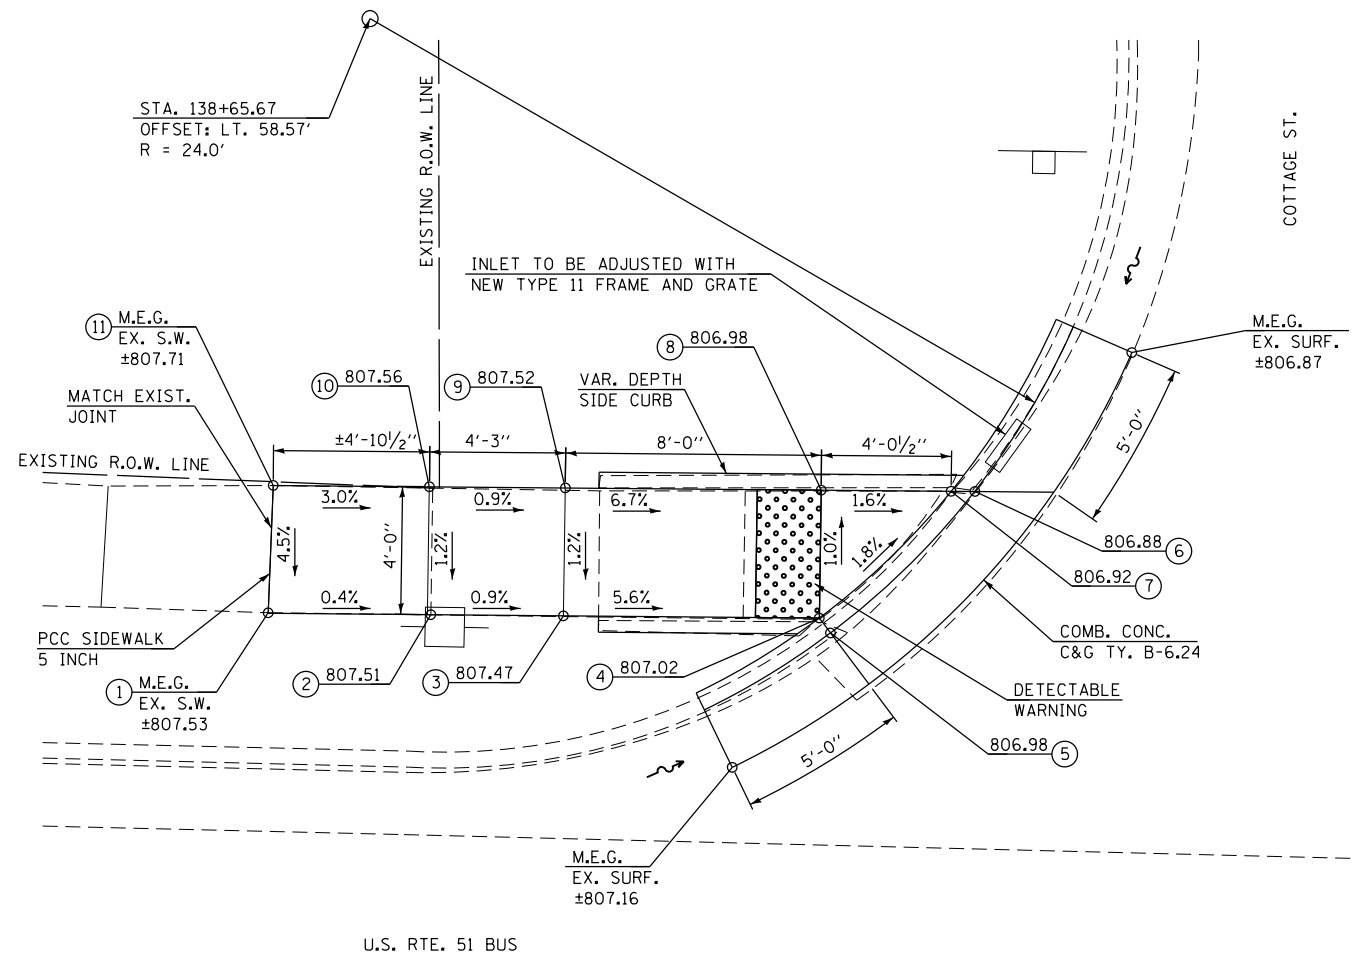 STA. 138+65.67
OFFSET: LT. 58.57'
R = 24.0'
EXISTING R.O.W. LINE
COTTAGE ST.
INLET TO BE ADJUSTED WITH
NEW TYPE 11 FRAME AND GRATE
11 M.E.G.
EX. S.W.
±807.71
MATCH EXIST.
JOINT
EXISTING R.O.W. LINE
10 807.56
9 807.52
8 806.98
VAR. DEPTH
SIDE CURB
M.E.G.
EX. SURF.
±806.87
±4'-10½"
4'-3"
8'-0"
4'-0½"
5'-0"
3.0%
0.9%
6.7%
1.6%
4.5%
4'-0"
1.2%
1.2%
1.0%
1.8%
0.4%
0.9%
5.6%
806.88 6
806.92 7
COMB. CONC.
C&G TY. B-6.24
PCC SIDEWALK
5 INCH
1 M.E.G.
EX. S.W.
±807.53
2 807.51
3 807.47
4 807.02
DETECTABLE
WARNING
806.98 5
5'-0"
M.E.G.
EX. SURF.
±807.16
U.S. RTE. 51 BUS